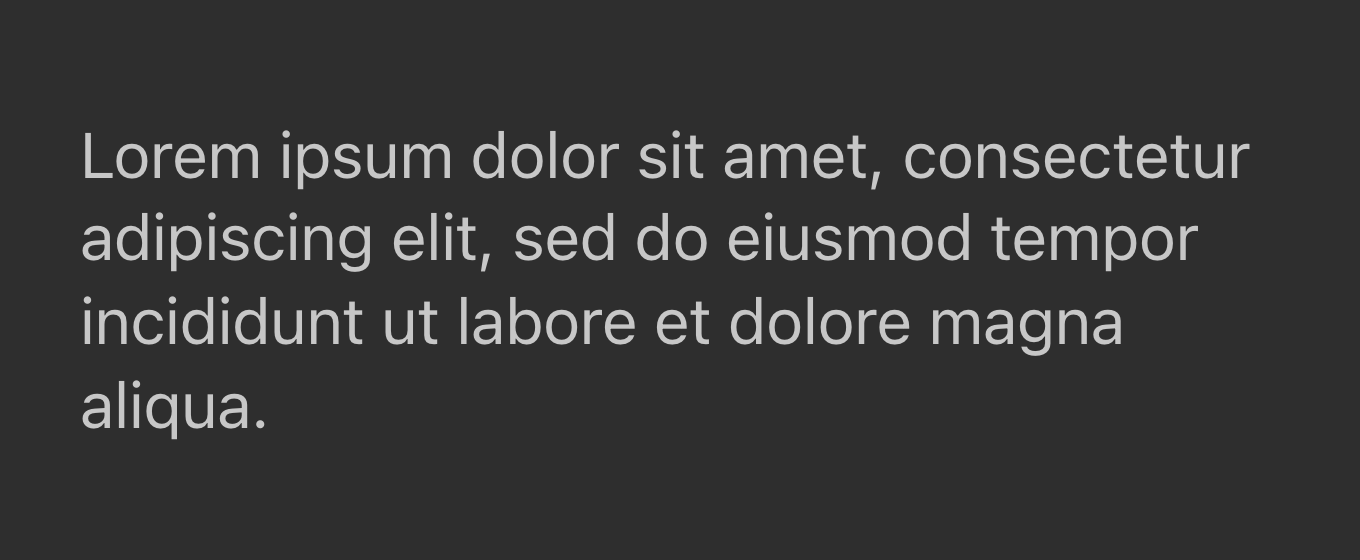 Lorem ipsum dolor sit amet, consectetur
adipiscing elit, sed do eiusmod tempor
incididunt ut labore et dolore magna
aliqua.